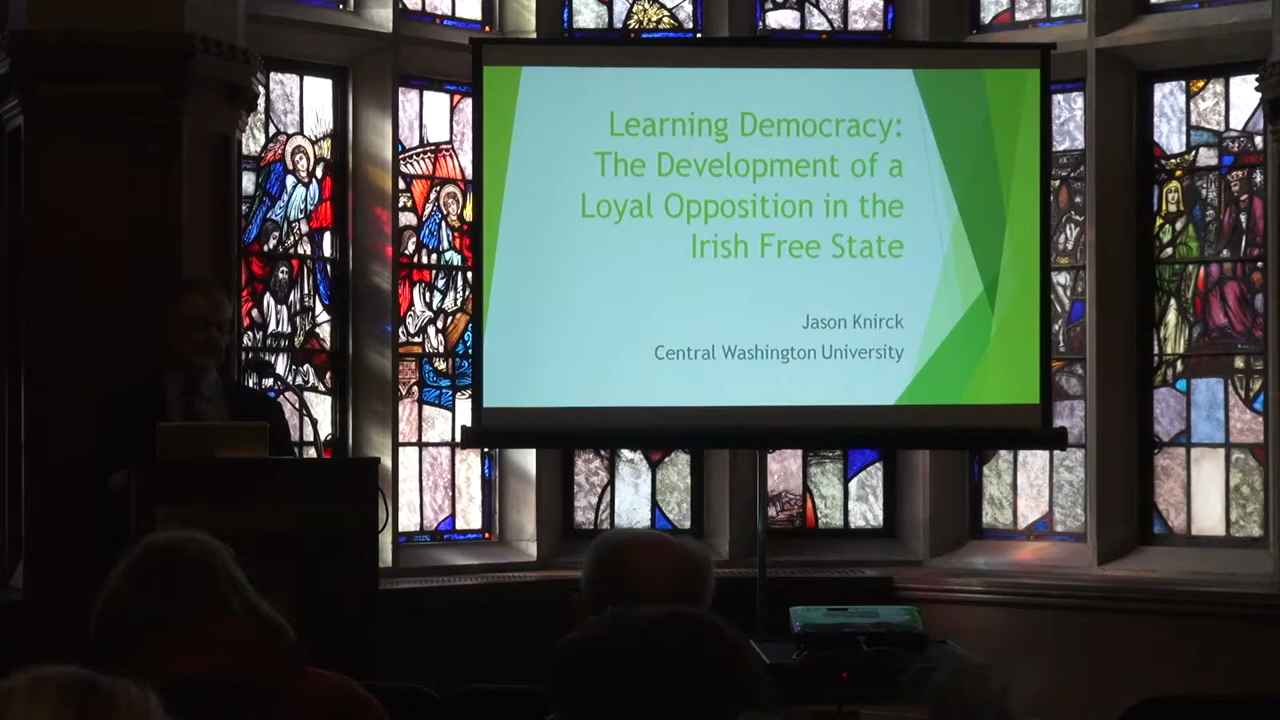 Learning Democracy:
The Development of a
Loyal Opposition in the
Irish Free State
Jason Knirck
Central Washington University